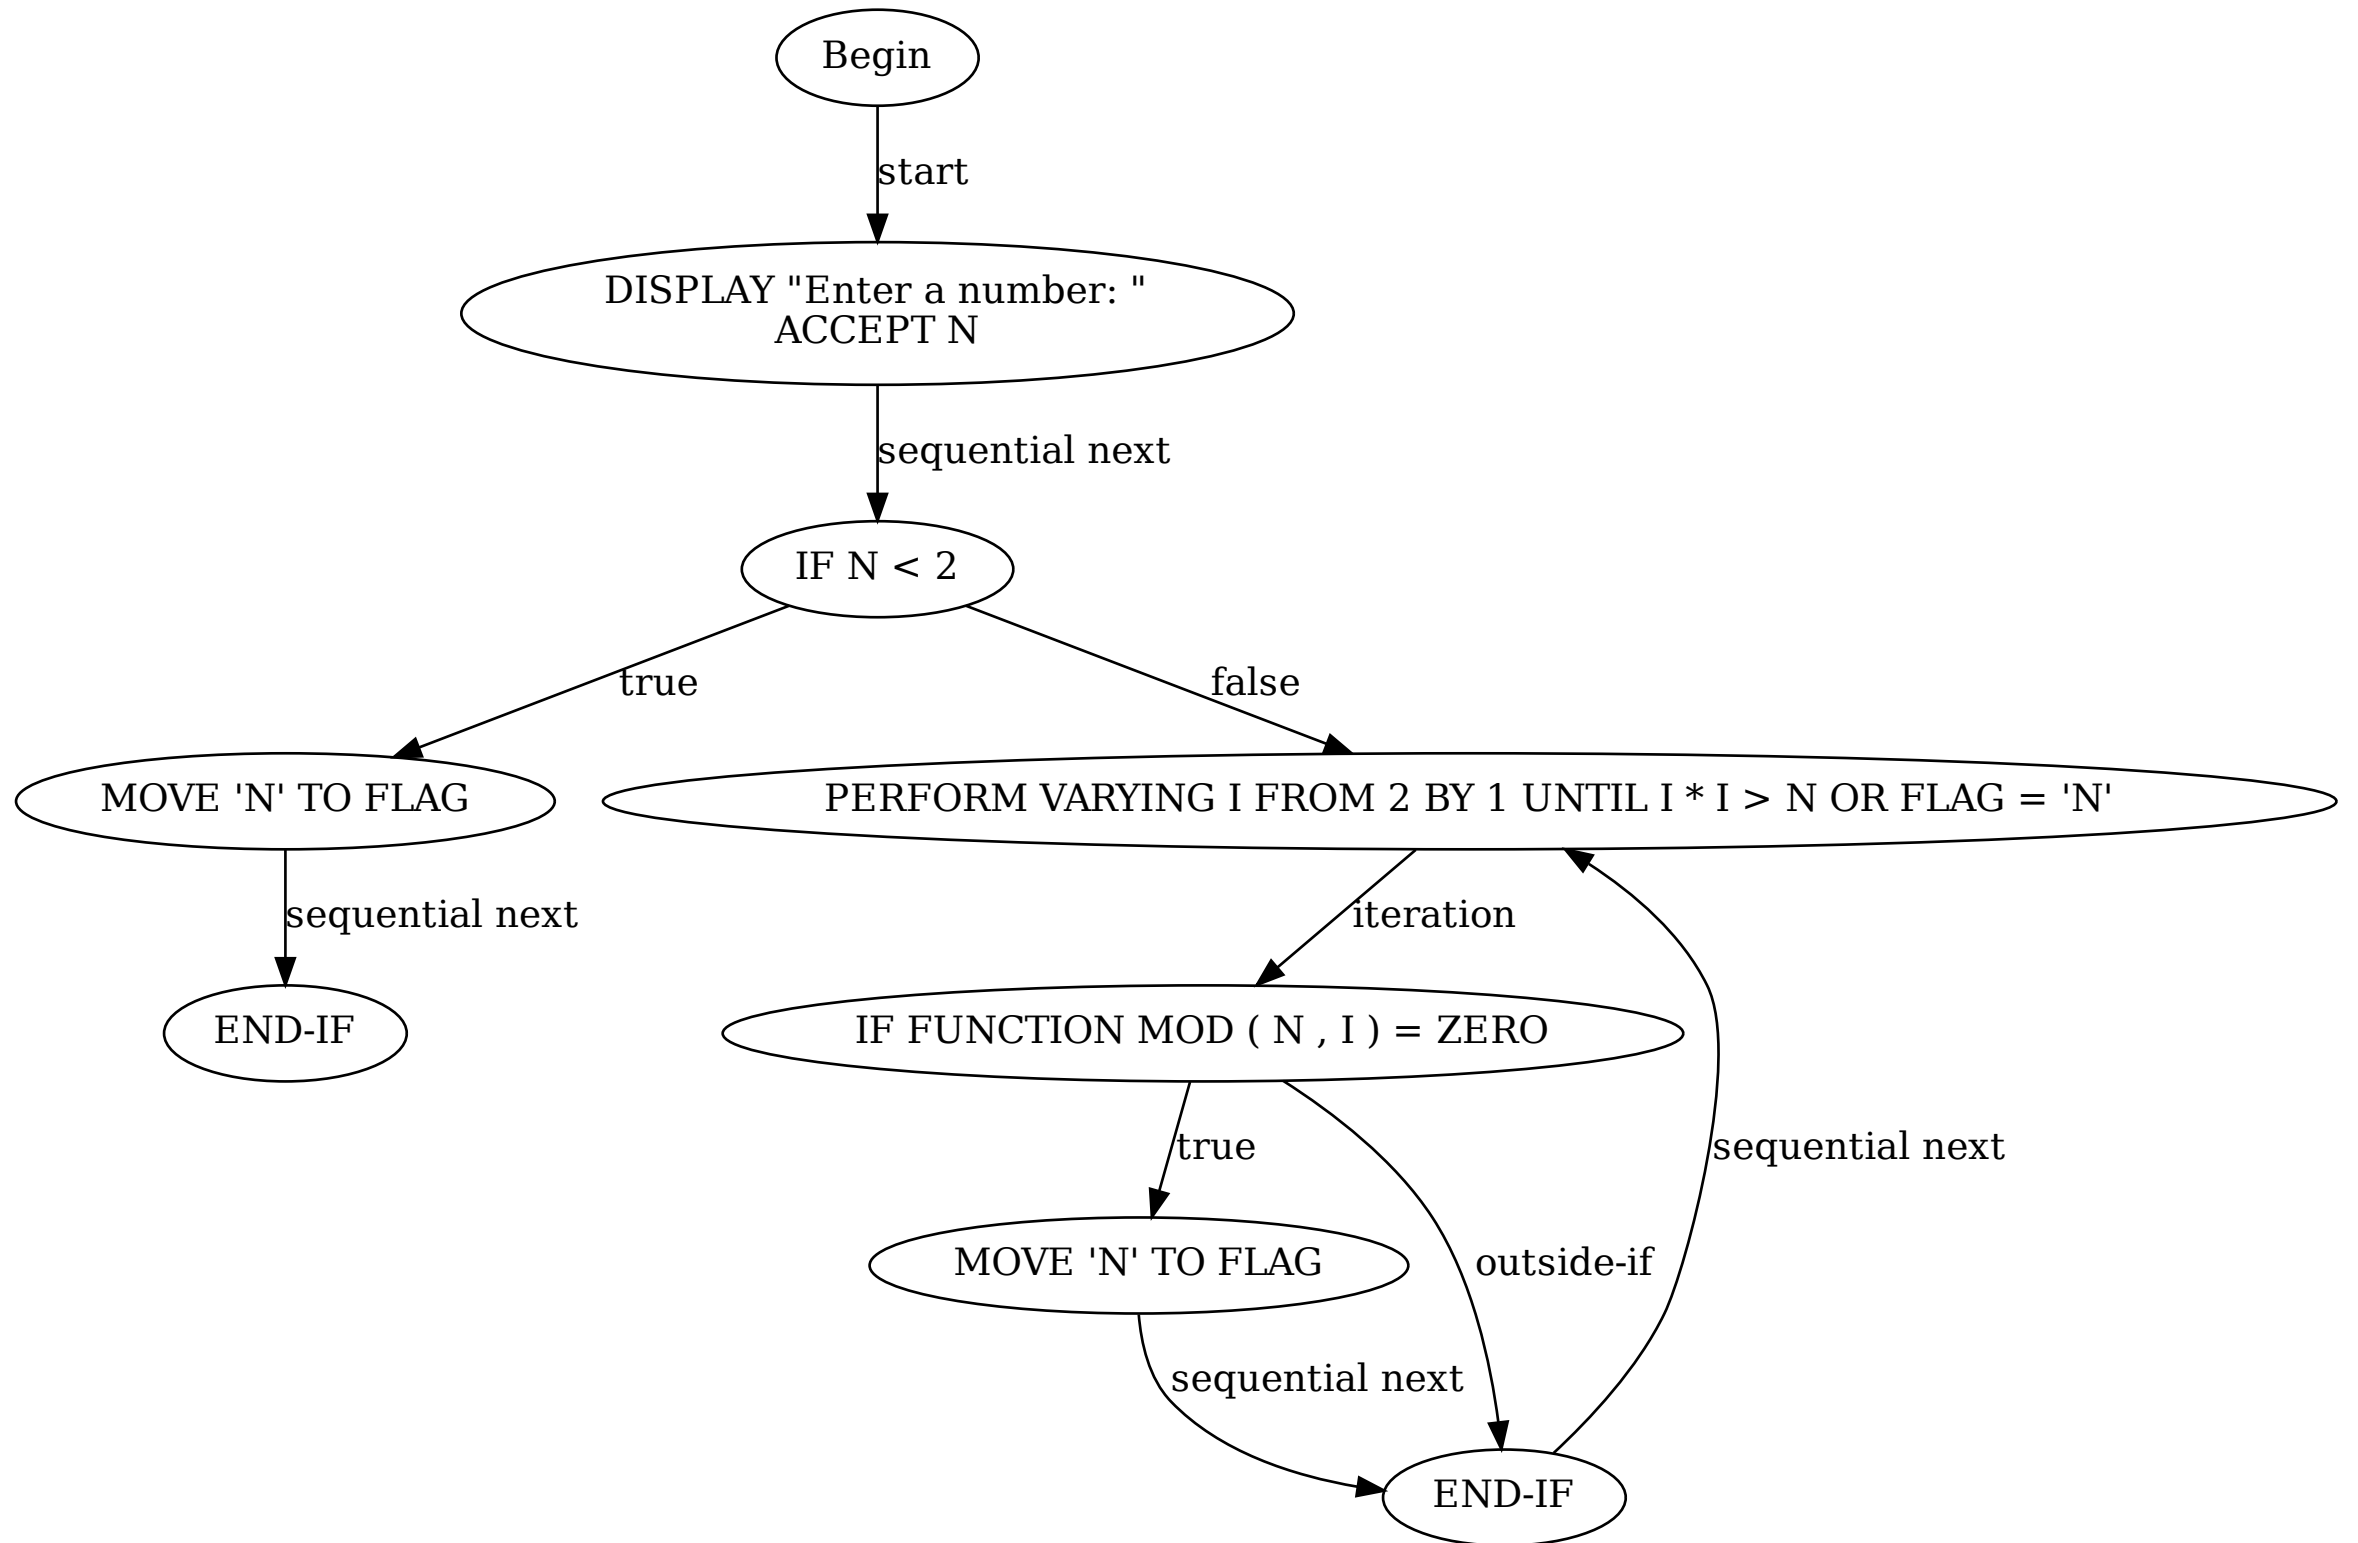 Begin
start
DISPLAY "Enter a number: "
ACCEPT N
sequential next
IF N < 2
true
false
MOVE 'N' TO FLAG
PERFORM VARYING I FROM 2 BY 1 UNTIL I * I > N OR FLAG = 'N'
sequential next
iteration
END-IF
IF FUNCTION MOD ( N , I ) = ZERO
true
sequential next
MOVE 'N' TO FLAG
outside-if
sequential next
END-IF